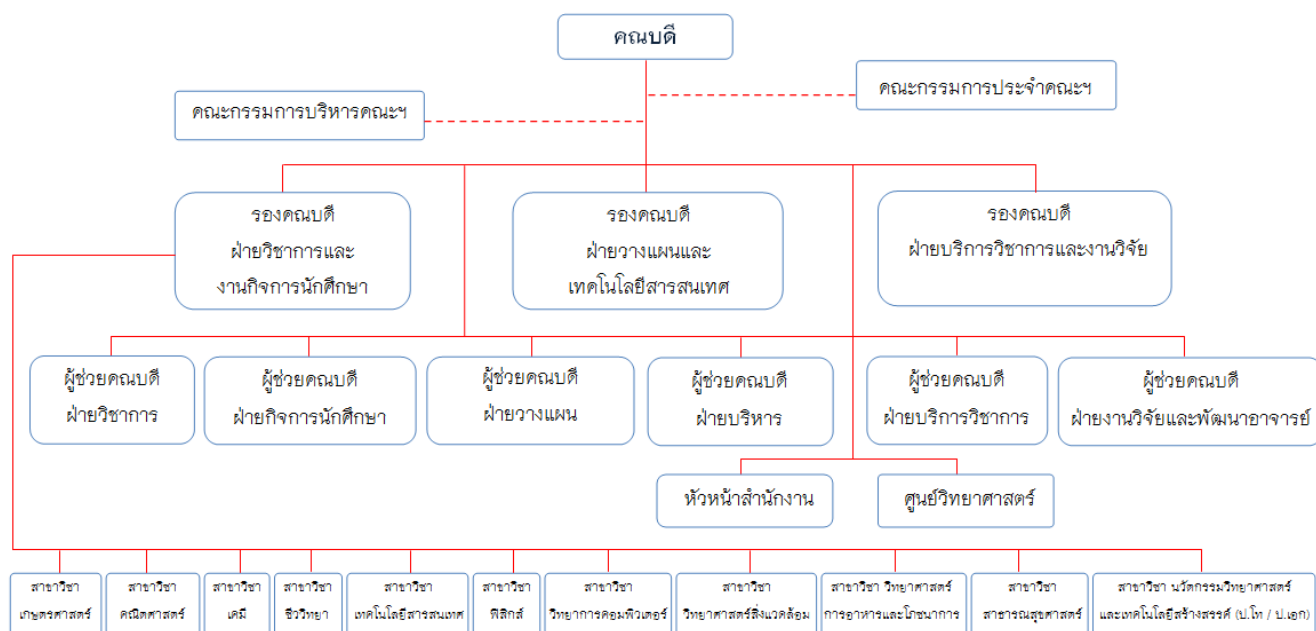 คณบดี
คณะกรรมการประจำคณะฯ
คณะกรรมการบริหารคณะฯ
รองคณบดี
ฝ่ายวิชาการและ
งานกิจการนักศึกษา
รองคณบดี
ฝ่ายวางแผนและ
เทคโนโลยีสารสนเทศ
รองคณบดี
ฝ่ายบริการวิชาการและงานวิจัย
ผู้ช่วยคณบดี
ฝ่ายวิชาการ
ผู้ช่วยคณบดี
ฝ่ายกิจการนักศึกษา
ผู้ช่วยคณบดี
ฝ่ายวางแผน
ผู้ช่วยคณบดี
ฝ่ายบริหาร
ผู้ช่วยคณบดี
ฝ่ายบริการวิชาการ
ผู้ช่วยคณบดี
ฝ่ายงานวิจัยและพัฒนาอาจารย์
หัวหน้าสำนักงาน
ศูนย์วิทยาศาสตร์
สาขาวิชา
เกษตรศาสตร์
สาขาวิชา
คณิตศาสตร์
สาขาวิชา
เคมี
สาขาวิชา
ชีววิทยา
สาขาวิชา
เทคโนโลยีสารสนเทศ
สาขาวิชา
ฟิสิกส์
สาขาวิชา
วิทยาการคอมพิวเตอร์
สาขาวิชา
วิทยาศาสตร์สิ่งแวดล้อม
สาขาวิชา วิทยาศาสตร์
การอาหารและโภชนาการ
สาขาวิชา
สาธารณสุขศาสตร์
สาขาวิชา นวัตกรรมวิทยาศาสตร์
และเทคโนโลยีสร้างสรรค์ (ป.โท / ป.เอก)